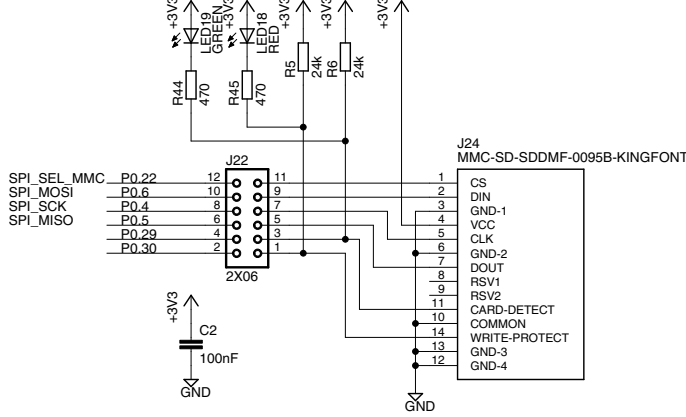 +3V3
+3V3
+3V3
+3V3
+3V3
LED19
GREEN
LED18
RED
R5
24k
R6
24k
R44
470
R45
470
J24
MMC-SD-SDDMF-0095B-KINGFONT
J22
SPI_SEL_MMC P0.22 12 11 1 CS
SPI_MOSI P0.6 10 9 2 DIN
3 GND-1
SPI_SCK P0.4 8 7 4 VCC
SPI_MISO P0.5 6 5 5 CLK
P0.29 4 3 6 GND-2
P0.30 2 1 7 DOUT
8 RSV1
2X06
9 RSV2
11 CARD-DETECT
10 COMMON
14 WRITE-PROTECT
13 GND-3
12 GND-4
+3V3
C2
100nF
GND
GND